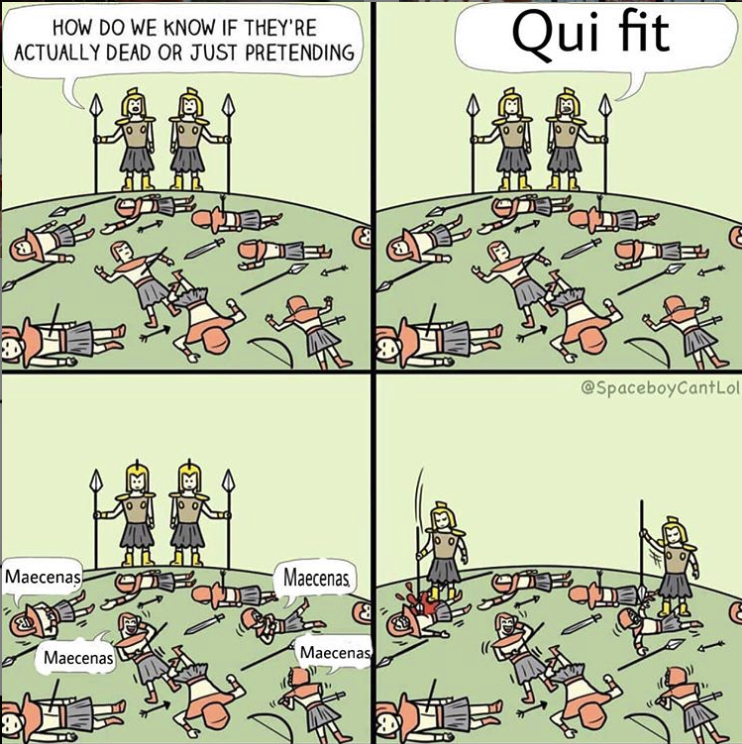 HOW DO WE KNOW IF THEY'RE
ACTUALLY DEAD OR JUST PRETENDING
Qui fit
@SpaceboyCantLol
Maecenas
Maecenas,
Maecenas
Maecenas,